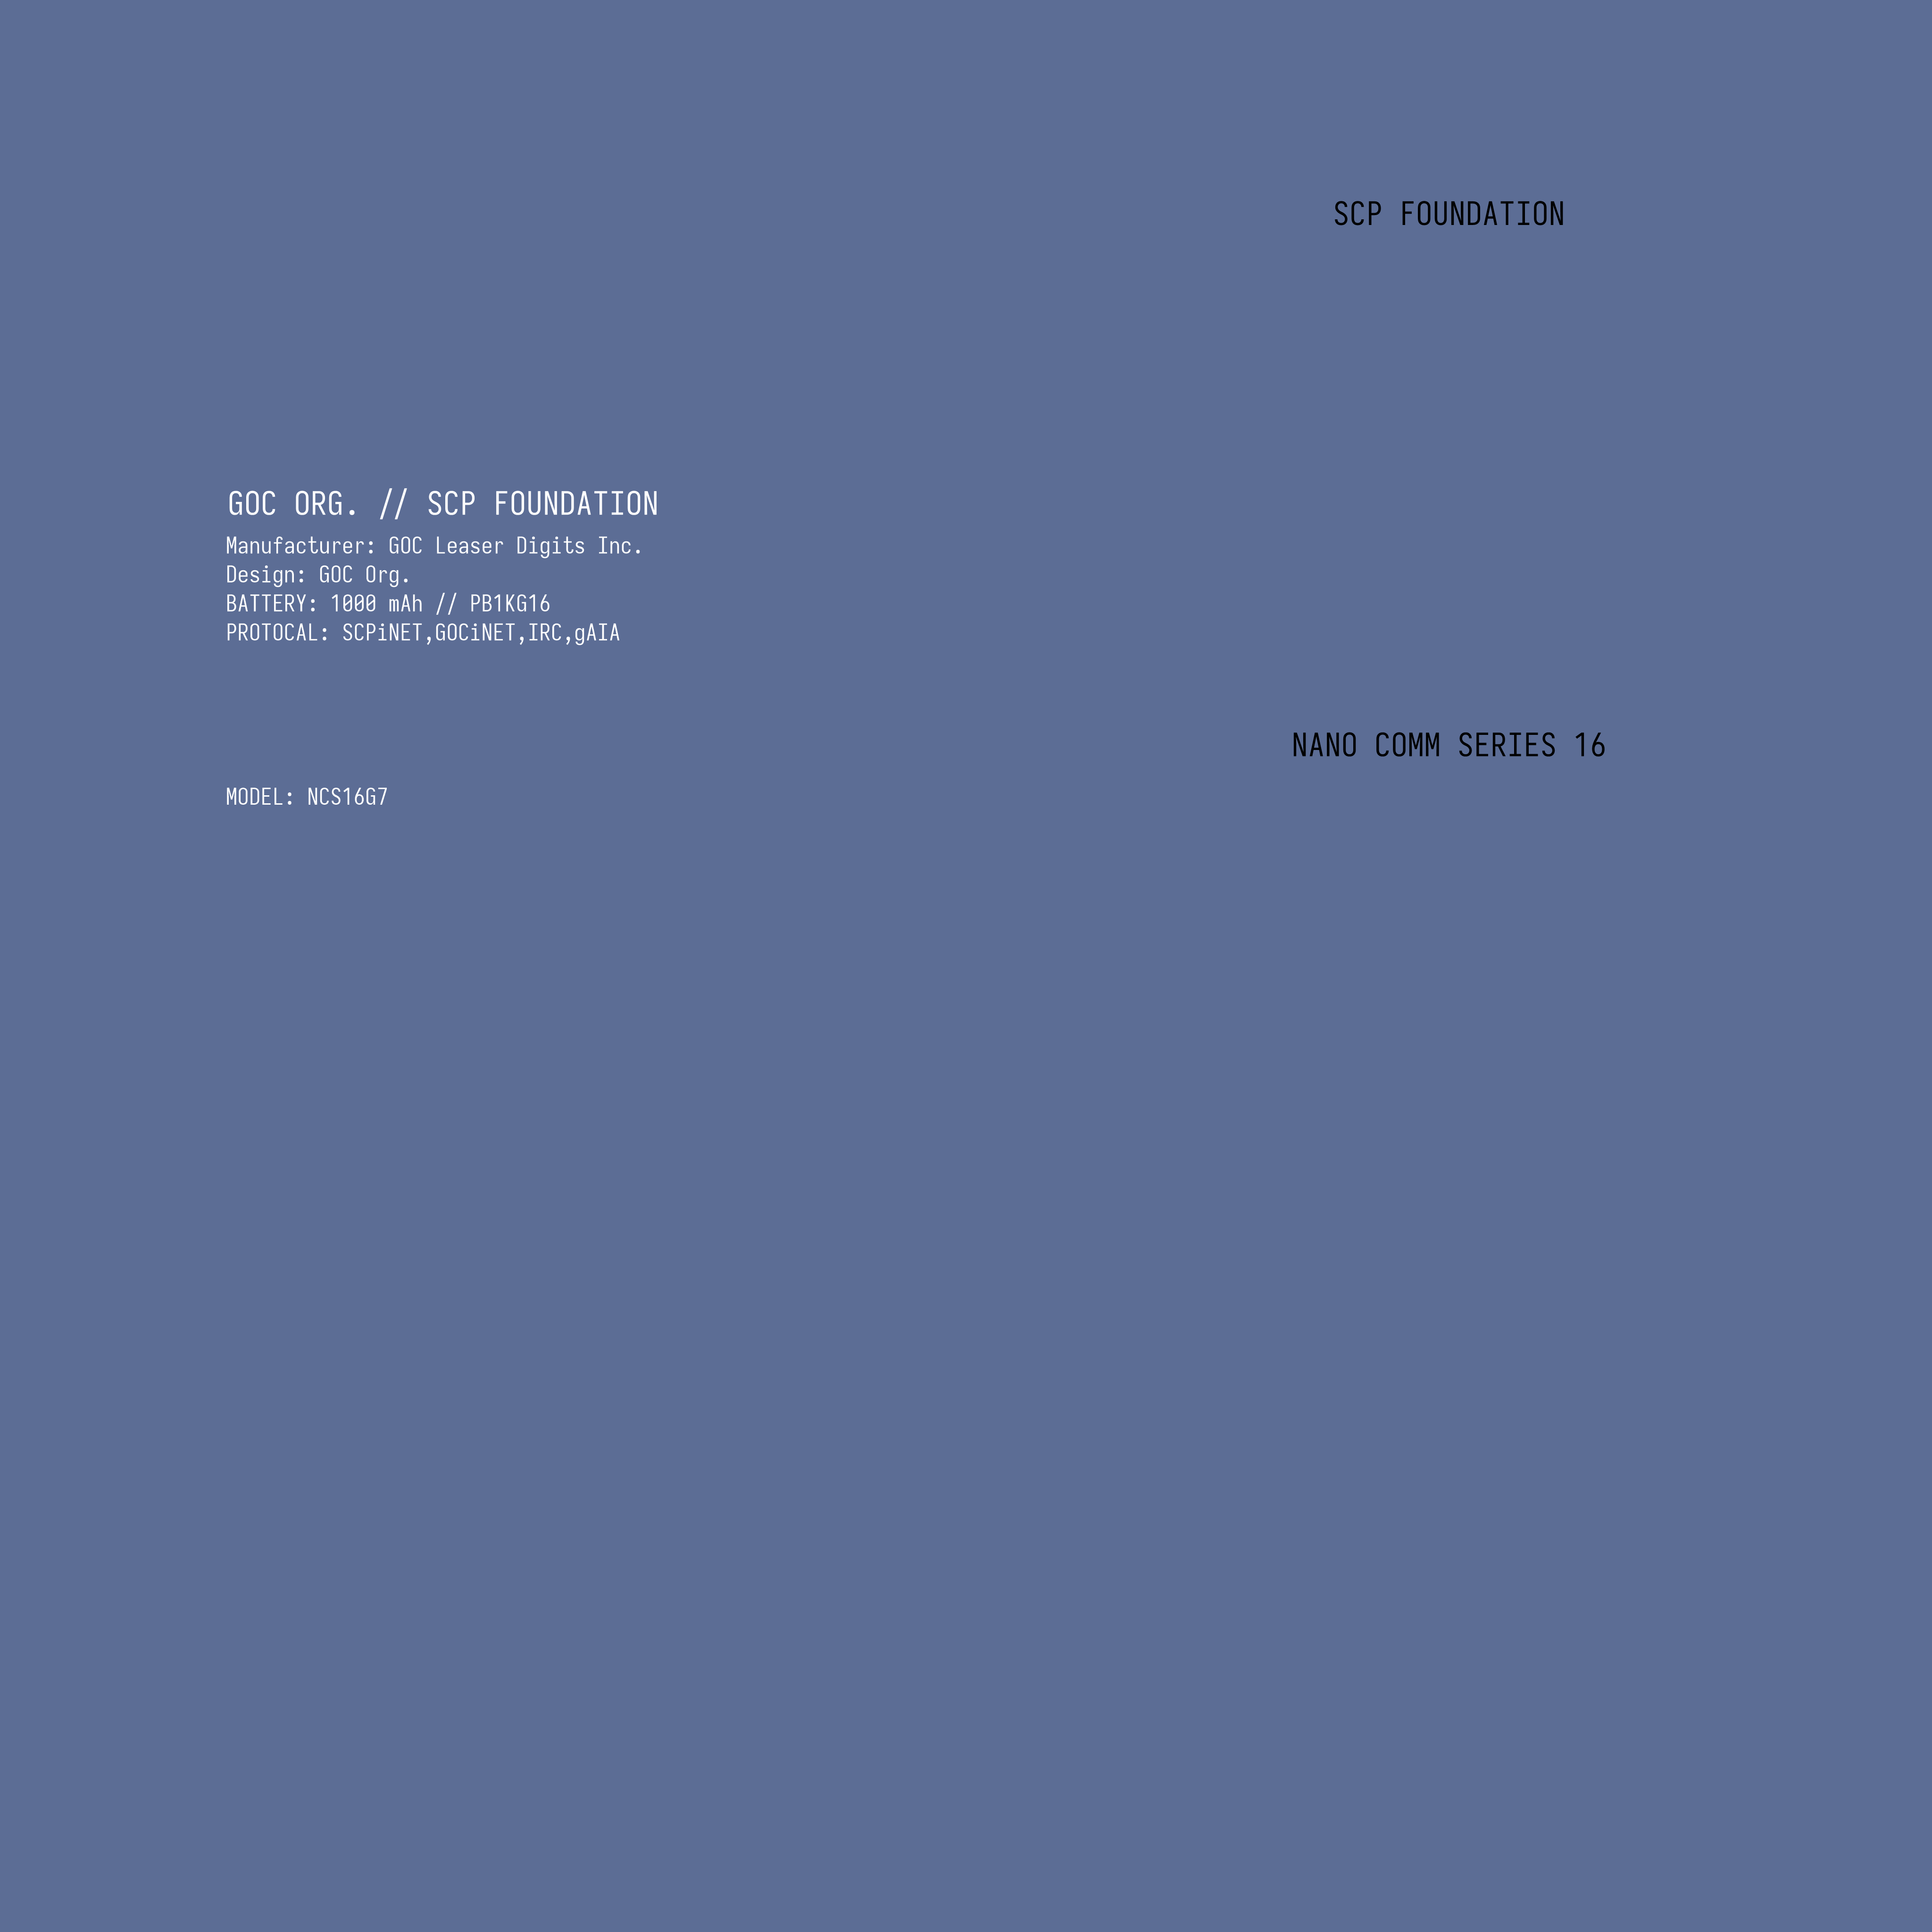 SCP FOUNDATION
GOC ORG. // SCP FOUNDATION
Manufacturer: GOC Leaser Digits Inc.
Design: GOC Org.
BATTERY: 1000 mAh // PB1KG16
PROTOCAL: SCPiNET,GOCiNET,IRC,gAIA
NANO COMM SERIES 16
MODEL: NCS16G7